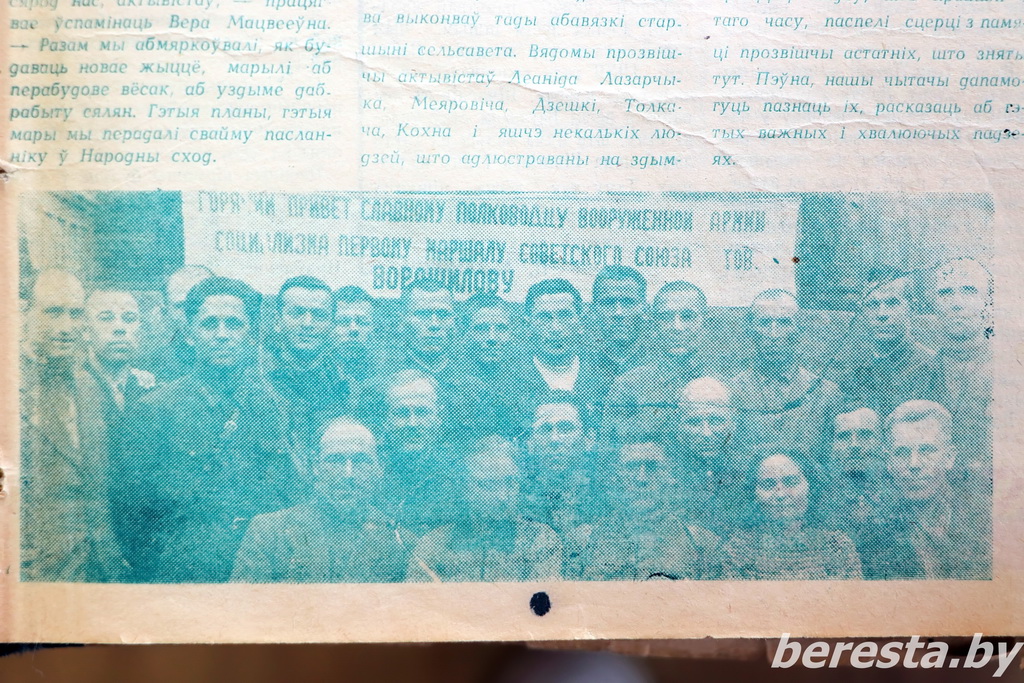 сярод нас, актывістаў, — працяг-
вае ўспамінаць Вера Мацвееўна.
— Разам мы абмяркоўвалі, як бу-
даваць новае жыццё, марылі аб
перабудове вёсак, аб уздыме даб-
рабыту сялян. Гэтыя планы, гэтыя
мары мы перадалі свайму паслан-
ніку ў Народны сход.
ва выконваў тады абавязкі стар-
шыні сельсавета. Вядомы прозвіш-
чы актывістаў Леаніда Лазарчы-
ка, Меяровіча, Дзешкі, Толка-
ча, Кохна і яшчэ некалькіх лю-
дзей, што адлюстраваны на здым-
таго часу, паспелі сцерці з памя-
ці прозвішчы астатніх, што зняты
тут. Пэўна, нашы чытачы дапамо-
гуць пазнаць іх, расказаць аб гэ-
тых важных і хвалюючых падзе-
ях.
ГОРЯЧИЙ ПРИВЕТ СЛАВНОМУ ПОЛКОВОДЦУ ВООРУЖЕННОЙ АРМИИ
СОЦИАЛИЗМА ПЕРВОМУ МАРШАЛУ СОВЕТСКОГО СОЮЗА ТОВ.
ВОРОШИЛОВУ
beresta.by